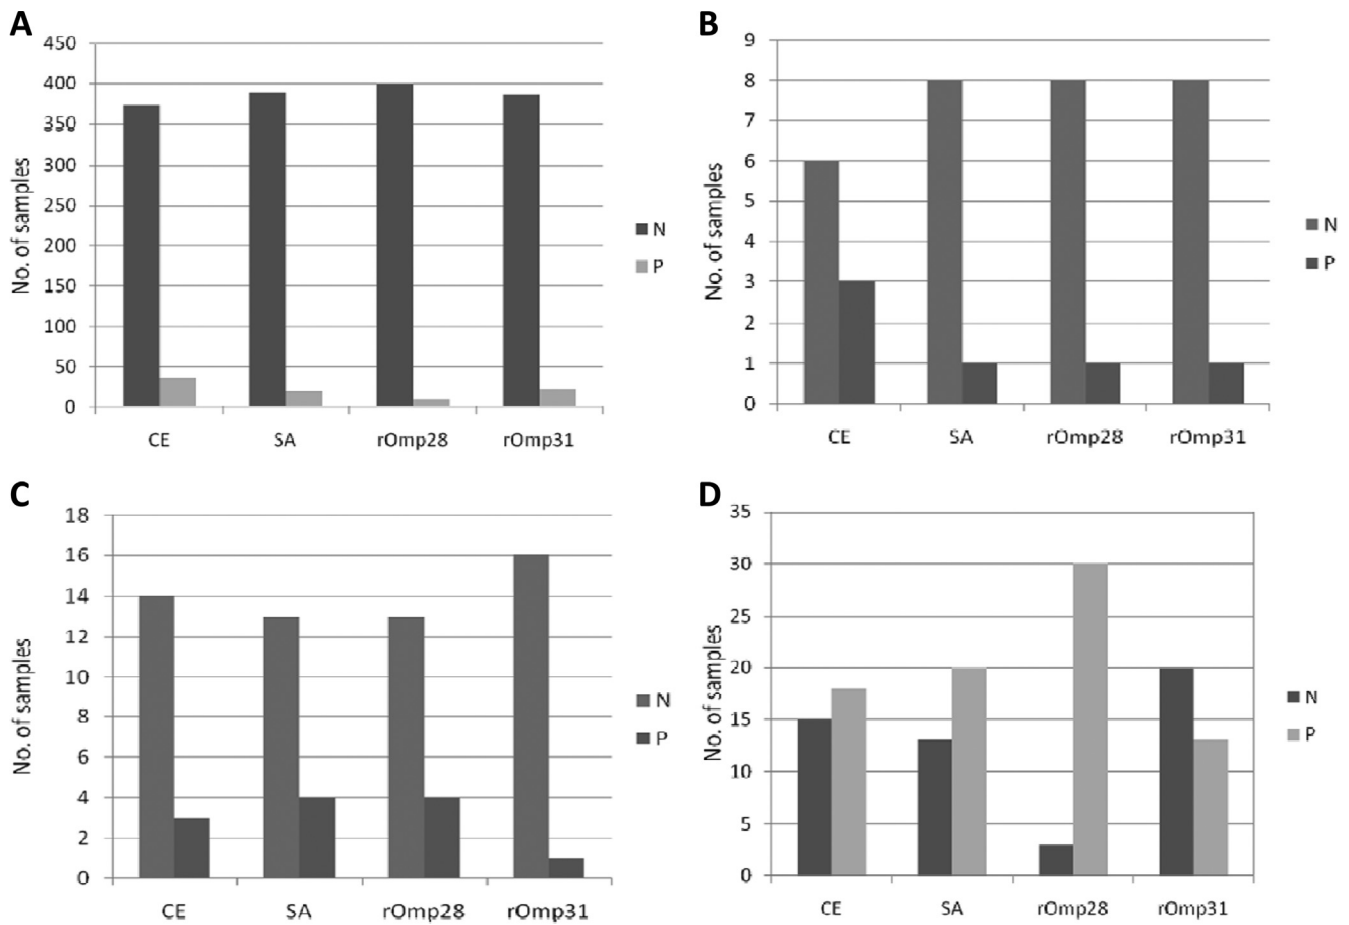 A
450
400
350
300
250
200
150
100
50
0
No. of samples
CE SA rOmp28 rOmp31
N
P
B
9
8
7
6
5
4
3
2
1
0
No. of samples
CE SA rOmp28 rOmp31
N
P
C
18
16
14
12
10
8
6
4
2
0
No. of samples
CE SA rOmp28 rOmp31
N
P
D
35
30
25
20
15
10
5
0
No. of samples
CE SA rOmp28 rOmp31
N
P